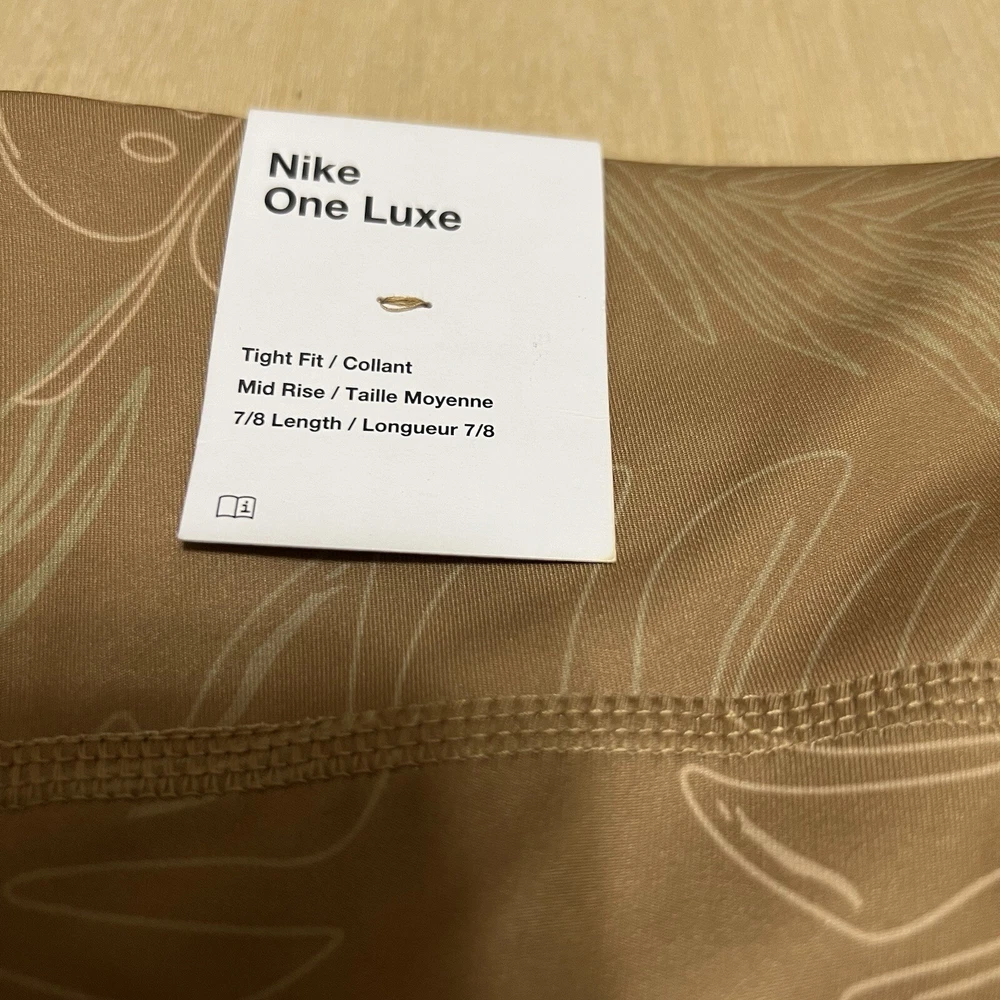 Nike
One Luxe
Tight Fit / Collant
Mid Rise / Taille Moyenne
7/8 Length / Longueur 7/8
i